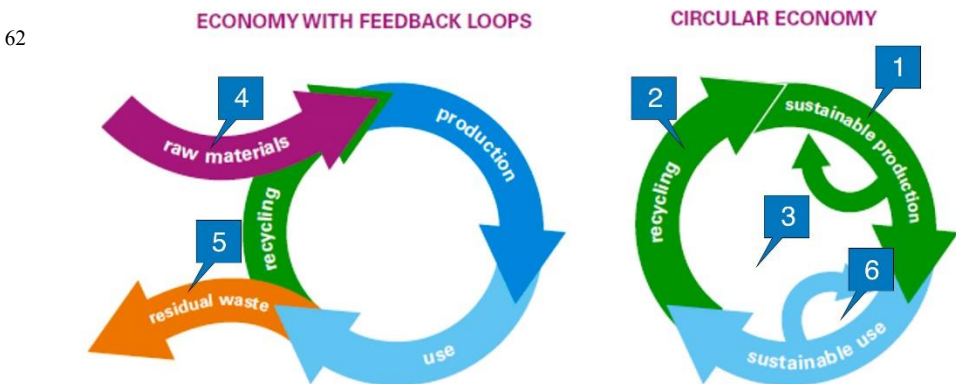 62
ECONOMY WITH FEEDBACK LOOPS
4
raw materials
production
recycling
5
residual waste
use
CIRCULAR ECONOMY
1
2
sustainable production
recycling
3
6
sustainable use